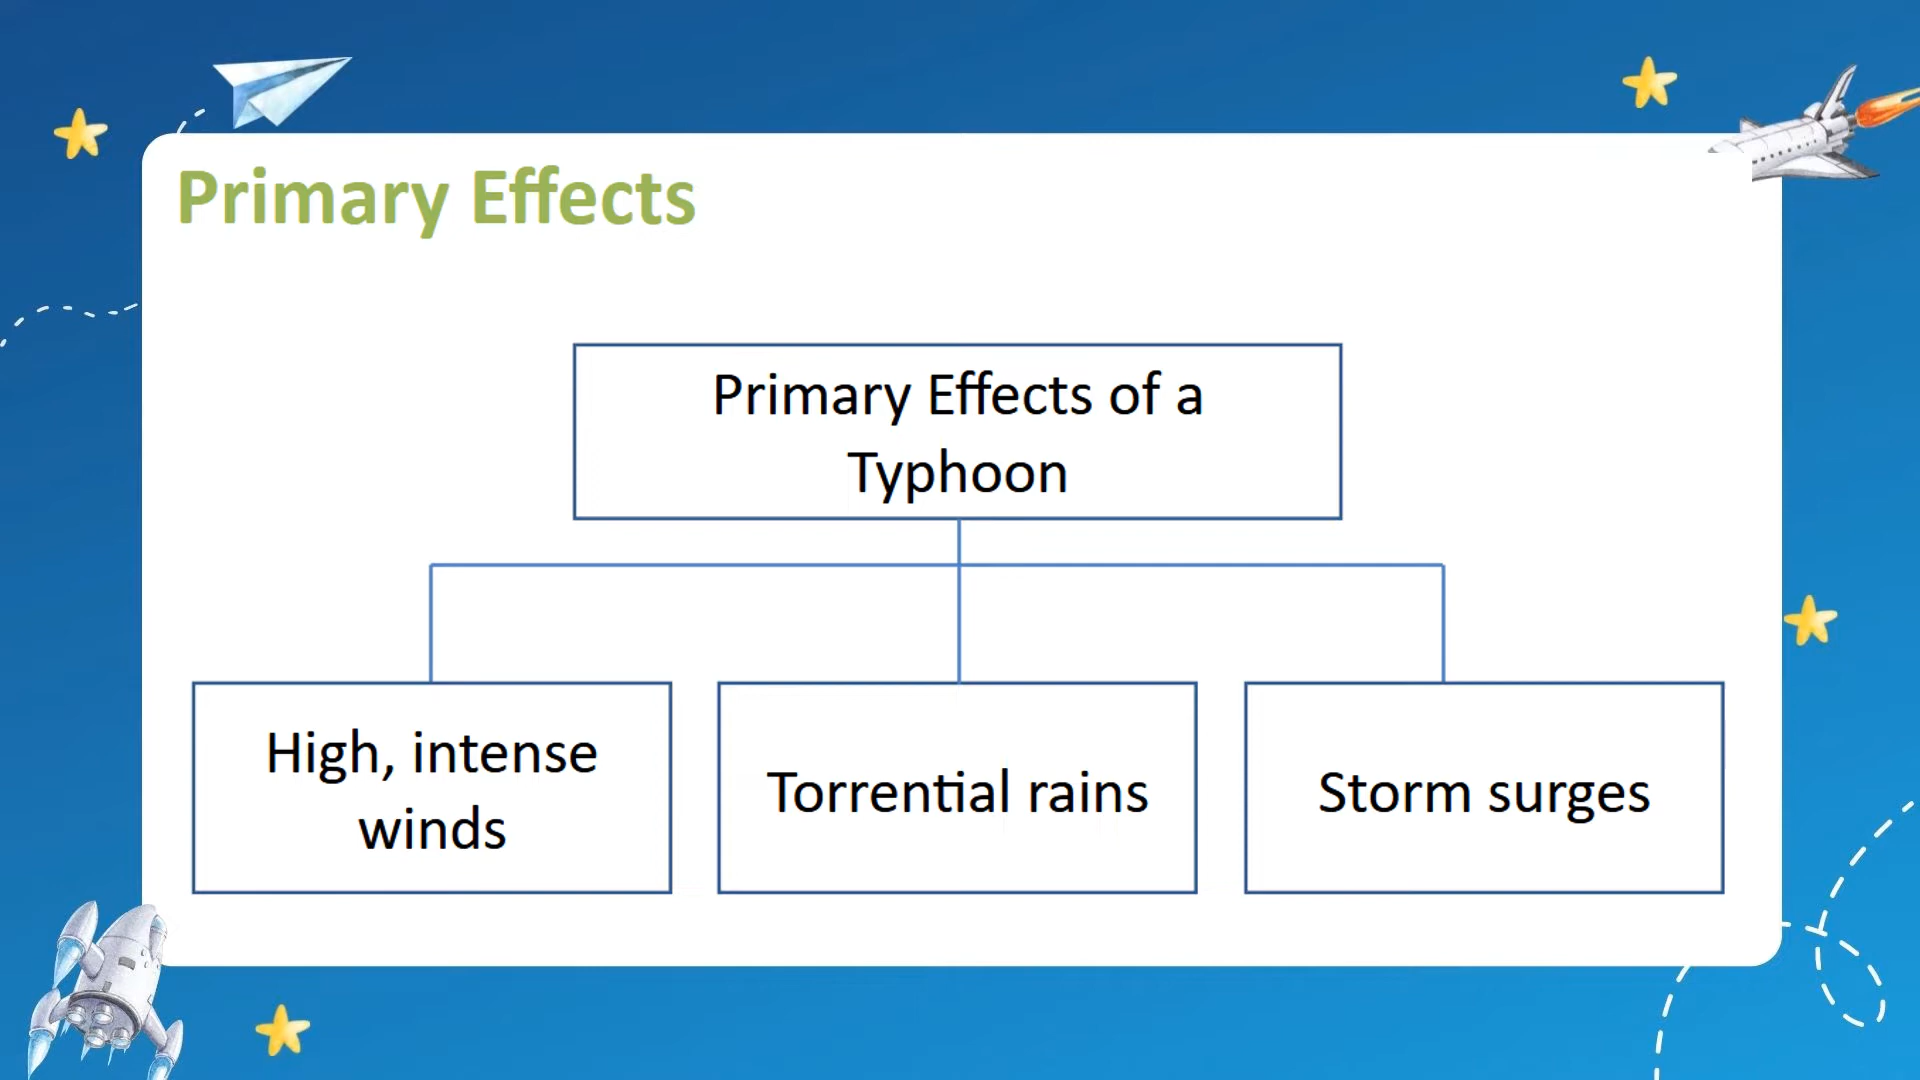 Primary Effects
Primary Effects of a
Typhoon
High, intense
winds
Torrential rains
Storm surges